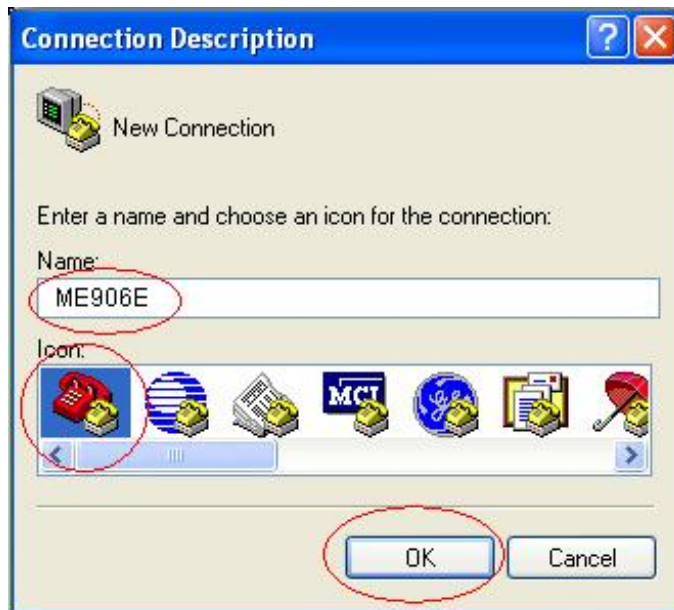 Connection Description
New Connection
Enter a name and choose an icon for the connection:
Name:
ME906E
Icon:
MCI
OK
Cancel